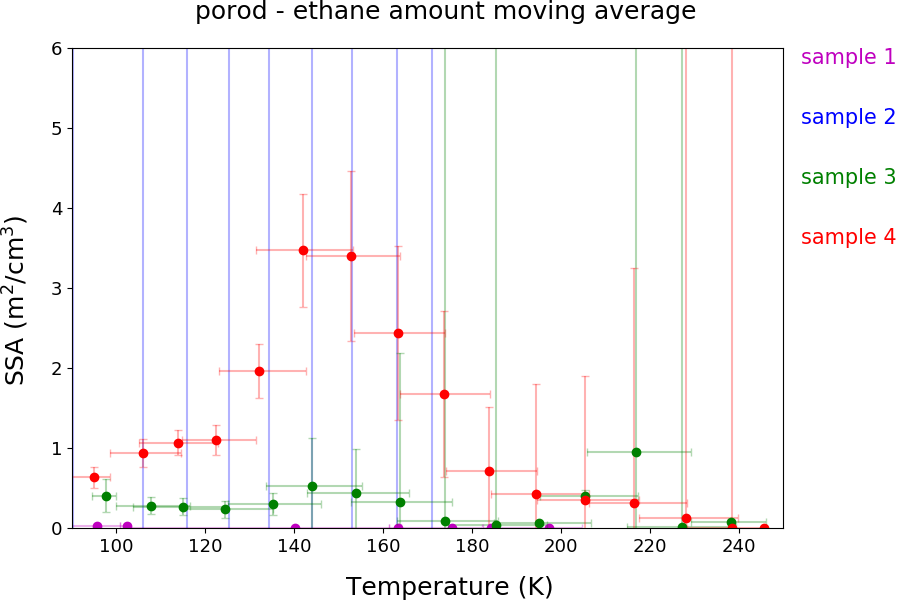 porod - ethane amount moving average
6
5
4
3
2
1
0
SSA (m²/cm³)
100 120 140 160 180 200 220 240
Temperature (K)
sample 1
sample 2
sample 3
sample 4